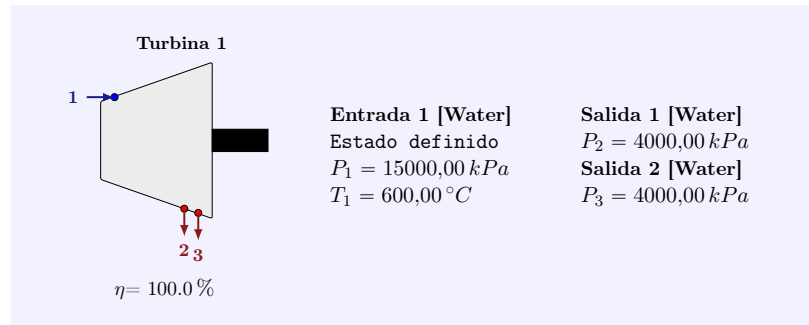 Turbina 1
1
2
3
η= 100.0 %
Entrada 1 [Water]
Estado definido
P₁ = 15000,00 kPa
T₁ = 600,00 °C
Salida 1 [Water]
P₂ = 4000,00 kPa
Salida 2 [Water]
P₃ = 4000,00 kPa